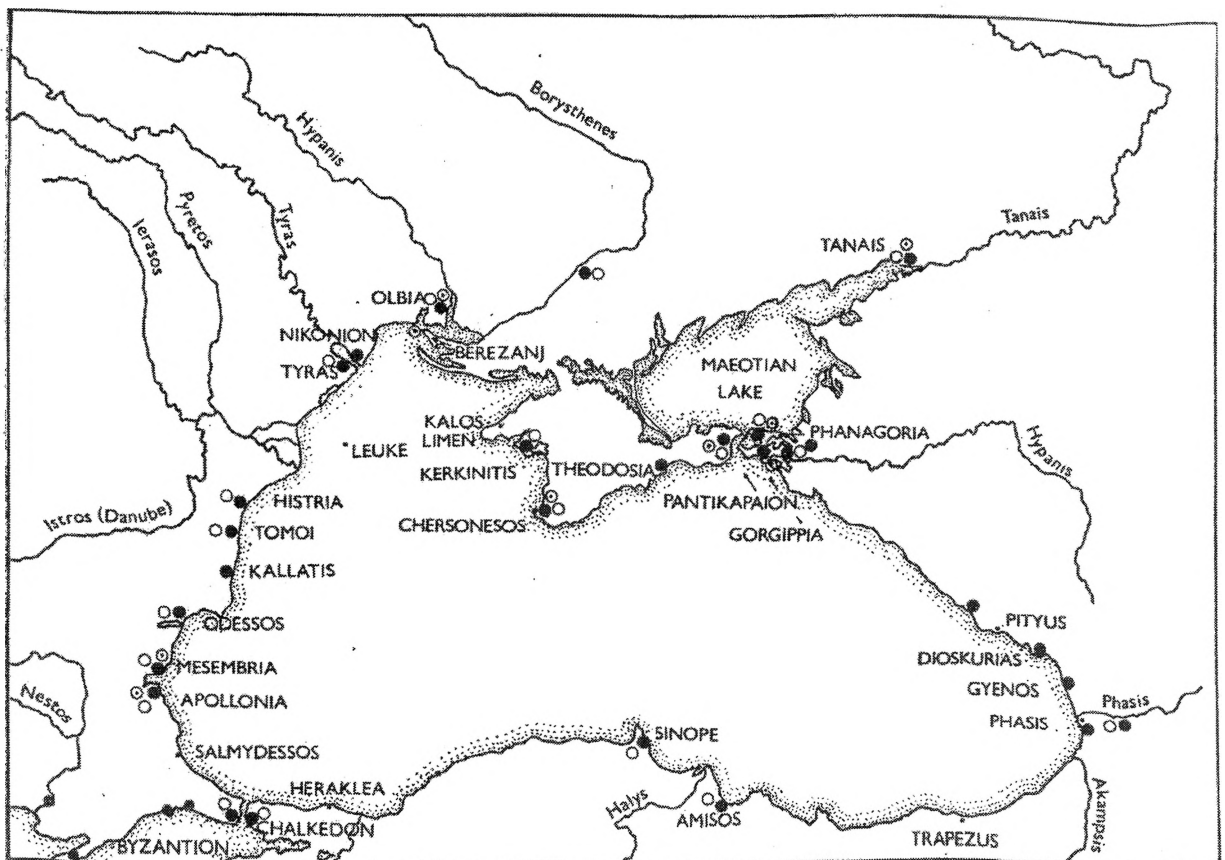 Borysthenes
Hypanis
Tyras
Pyretos
Ierasos
Tanais
TANAIS
OLBIA
NIKONION
BEREZANJ
TYRAS
MAEOTIAN
LAKE
KALOS
LIMEN
PHANAGORIA
Hypanis
LEUKE
KERKINITIS
THEODOSIA
PANTIKAPAION
HISTRIA
Istros (Danube)
CHERSONESOS
GORGIPPIA
TOMOI
KALLATIS
ODESSOS
PITYUS
MESEMBRIA
DIOSKURIAS
GYENOS
Nestos
APOLLONIA
Phasis
PHASIS
SINOPE
SALMYDESSOS
HERAKLEA
Halys
AMISOS
Akampsis
CHALKEDON
TRAPEZUS
BYZANTION